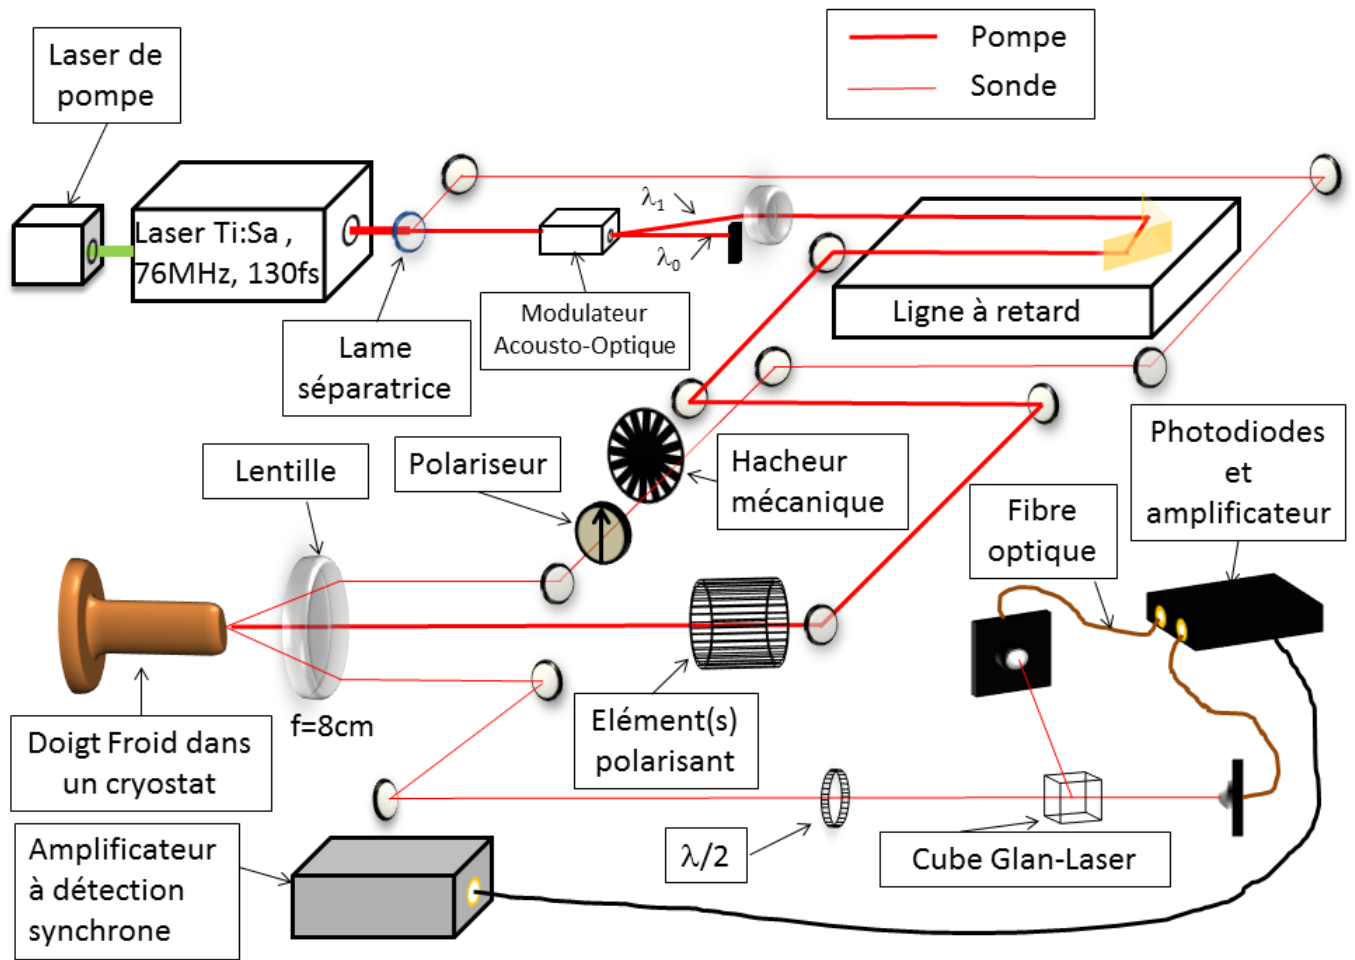 Pompe
Sonde
Laser de
pompe
Laser Ti:Sa ,
76MHz, 130fs
λ1
λ0
Lame
séparatrice
Modulateur
Acousto-Optique
Ligne à retard
Lentille
Polariseur
Hacheur
mécanique
Photodiodes
et
amplificateur
Fibre
optique
f=8cm
Doigt Froid dans
un cryostat
Elément(s)
polarisant
Amplificateur
à détection
synchrone
λ/2
Cube Glan-Laser